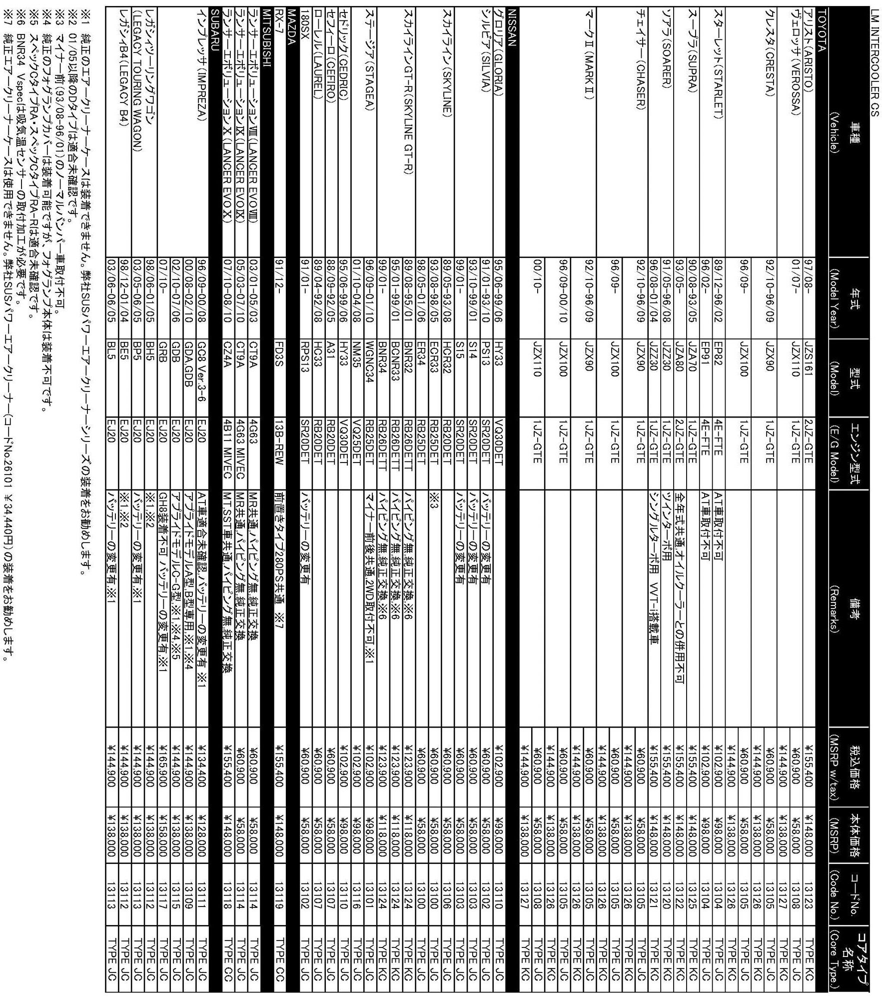 LM INTERCOOLER CS
車種 年式 型式 エンジン型式 備考 税込価格 本体価格 コードNo. コアタイプ名称
(Vehicle) (Model Year) (Model) (E/G Model) (Remarks) (MSRP w/tax) (MSRP) (Code No.) (Core Type.)
TOYOTA
アリスト(ARISTO) 97/08- JZS161 2JZ-GTE ¥155,400 ¥148,000 13123 TYPE KC
ヴェロッサ(VEROSSA) 01/07- JZX110 1JZ-GTE ¥60,900 ¥58,000 13108 TYPE JC
¥144,900 ¥138,000 13127 TYPE KC
クレスタ(CRESTA) 92/10-96/09 JZX90 1JZ-GTE ¥60,900 ¥58,000 13105 TYPE JC
¥144,900 ¥138,000 13126 TYPE KC
96/09- JZX100 1JZ-GTE ¥60,900 ¥58,000 13105 TYPE JC
¥144,900 ¥138,000 13126 TYPE KC
スターレット(STARLET) 89/12-96/02 EP82 4E-FTE AT車取付不可 ¥102,900 ¥98,000 13104 TYPE JC
96/02- EP91 4E-FTE AT車取付不可 ¥102,900 ¥98,000 13104 TYPE JC
スープラ(SUPRA) 90/08-93/05 JZA70 1JZ-GTE ¥155,400 ¥148,000 13125 TYPE KC
93/05- JZA80 2JZ-GTE 全年式共通,オイルクーラーとの併用不可 ¥155,400 ¥148,000 13122 TYPE KC
ソアラ(SOARER) 91/05-96/08 JZZ30 1JZ-GTE ツインターボ用 ¥155,400 ¥148,000 13120 TYPE KC
96/08-01/04 JZZ30 1JZ-GTE シングルターボ用 VVT-i搭載車 ¥155,400 ¥148,000 13121 TYPE KC
チェイサー(CHASER) 92/10-96/09 JZX90 1JZ-GTE ¥60,900 ¥58,000 13105 TYPE JC
¥144,900 ¥138,000 13126 TYPE KC
96/09- JZX100 1JZ-GTE ¥60,900 ¥58,000 13105 TYPE JC
¥144,900 ¥138,000 13126 TYPE KC
マークⅡ(MARKⅡ) 92/10-96/09 JZX90 1JZ-GTE ¥60,900 ¥58,000 13105 TYPE JC
¥144,900 ¥138,000 13126 TYPE KC
96/09-00/10 JZX100 1JZ-GTE ¥60,900 ¥58,000 13105 TYPE JC
¥144,900 ¥138,000 13126 TYPE KC
00/10- JZX110 1JZ-GTE ¥60,900 ¥58,000 13108 TYPE JC
¥144,900 ¥138,000 13127 TYPE KC
NISSAN
グロリア(GLORIA) 95/06-99/06 HY33 VQ30DET ¥102,900 ¥98,000 13110 TYPE JC
シルビア(SILVIA) 91/01-93/10 PS13 SR20DET バッテリーの変更有 ¥60,900 ¥58,000 13102 TYPE JC
93/10-99/01 S14 SR20DET バッテリーの変更有 ¥60,900 ¥58,000 13103 TYPE JC
99/01- S15 SR20DET バッテリーの変更有 ¥60,900 ¥58,000 13103 TYPE JC
スカイライン(SKYLINE) 89/05-93/08 HCR32 RB20DET ¥60,900 ¥58,000 13106 TYPE JC
93/08-98/05 ECR33 RB25DET ※3 ¥60,900 ¥58,000 13100 TYPE JC
98/05-01/06 ER34 RB25DET ¥60,900 ¥58,000 13100 TYPE JC
スカイラインGT-R(SKYLINE GT-R) 89/08-95/01 BNR32 RB26DETT パイピング無,純正交換,※6 ¥123,900 ¥118,000 13124 TYPE KC
95/01-99/01 BCNR33 RB26DETT パイピング無,純正交換,※6 ¥123,900 ¥118,000 13124 TYPE KC
99/01- BNR34 RB26DETT パイピング無,純正交換,※6 ¥123,900 ¥118,000 13124 TYPE KC
ステージア(STAGEA) 96/09-01/10 WGNC34 RB25DET マイナー前後共通,2WD取付不可,※1 ¥102,900 ¥98,000 13101 TYPE JC
01/10-04/08 NM35 VQ25DET ¥102,900 ¥98,000 13116 TYPE JC
セドリック(CEDRIC) 95/06-99/06 HY33 VQ30DET ¥102,900 ¥98,000 13110 TYPE JC
セフィーロ(CEFIRO) 88/09-92/05 A31 RB20DET ¥60,900 ¥58,000 13107 TYPE JC
ローレル(LAUREL) 89/04-92/08 HC33 RB20DET ¥60,900 ¥58,000 13107 TYPE JC
180SX 91/01- RPS13 SR20DET バッテリーの変更有 ¥60,900 ¥58,000 13102 TYPE JC
MAZDA
RX-7 91/12- FD3S 13B-REW 前置きタイプ280PS共通 ※7 ¥155,400 ¥148,000 13119 TYPE CC
MITSUBISHI
ランサーエボリューションⅧ(LANCER EVOⅧ) 03/01-05/03 CT9A 4G63 MR共通,パイピング無,純正交換 ¥60,900 ¥58,000 13114 TYPE JC
ランサーエボリューションⅨ(LANCER EVOⅨ) 05/03-07/10 CT9A 4G63 MIVEC MR共通,パイピング無,純正交換 ¥60,900 ¥58,000 13114 TYPE JC
ランサーエボリューションⅩ(LANCER EVOⅩ) 07/10-08/10 CZ4A 4B11 MIVEC MT,SST車共通,パイピング無,純正交換 ¥155,400 ¥148,000 13118 TYPE CC
SUBARU
インプレッサ(IMPREZA) 96/09-00/08 GC8 Ver.3-6 EJ20 AT車適合未確認,バッテリーの変更有 ※1 ¥134,400 ¥128,000 13111 TYPE JC
00/08-02/10 GDA,GDB EJ20 アプライドモデルA型,B型専用,※1,※4 ¥144,900 ¥138,000 13109 TYPE JC
02/10-07/06 GDB EJ20 アプライドモデルC-G型,※1,※4,※5 ¥144,900 ¥138,000 13115 TYPE JC
07/10- GRB EJ20 GH8装着不可 バッテリーの変更有,※1 ¥165,900 ¥158,000 13117 TYPE JC
レガシィツーリングワゴン 98/06-01/05 BH5 EJ20 ※1,※2 ¥144,900 ¥138,000 13112 TYPE JC
(LEGACY TOURING WAGON) 03/05-06/05 BP5 EJ20 バッテリーの変更有,※1 ¥144,900 ¥138,000 13113 TYPE JC
レガシィB4(LEGACY B4) 98/12-01/04 BE5 EJ20 ※1,※2 ¥144,900 ¥138,000 13112 TYPE JC
03/06-06/05 BL5 EJ20 バッテリーの変更有,※1 ¥144,900 ¥138,000 13113 TYPE JC
※1 純正のエアークリーナーケースは装着できません。弊社SUSパワーエアークリーナーシリーズの装着をお勧めします。
※2 01/05以降のDタイプは適合未確認です。
※3 マイナー前(93/08-96/01)のノーマルバンパー車取付不可。
※4 純正のフォグランプカバーは装着可能ですが、フォグランプ本体は装着不可です。
※5 スペックCタイプRA・スペックCタイプRA-Rは適合未確認です。
※6 BNR34 Vspecは吸気温センサーの取付加工が必要です。
※7 純正エアークリーナーケースは使用できません。弊社SUSパワーエアークリーナー(コードNo.26101 ¥34,440円)の装着をお勧めします。